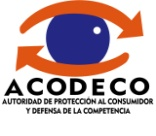 ACODECO
AUTORIDAD DE PROTECCIÓN AL CONSUMIDOR
Y DEFENSA DE LA COMPETENCIA